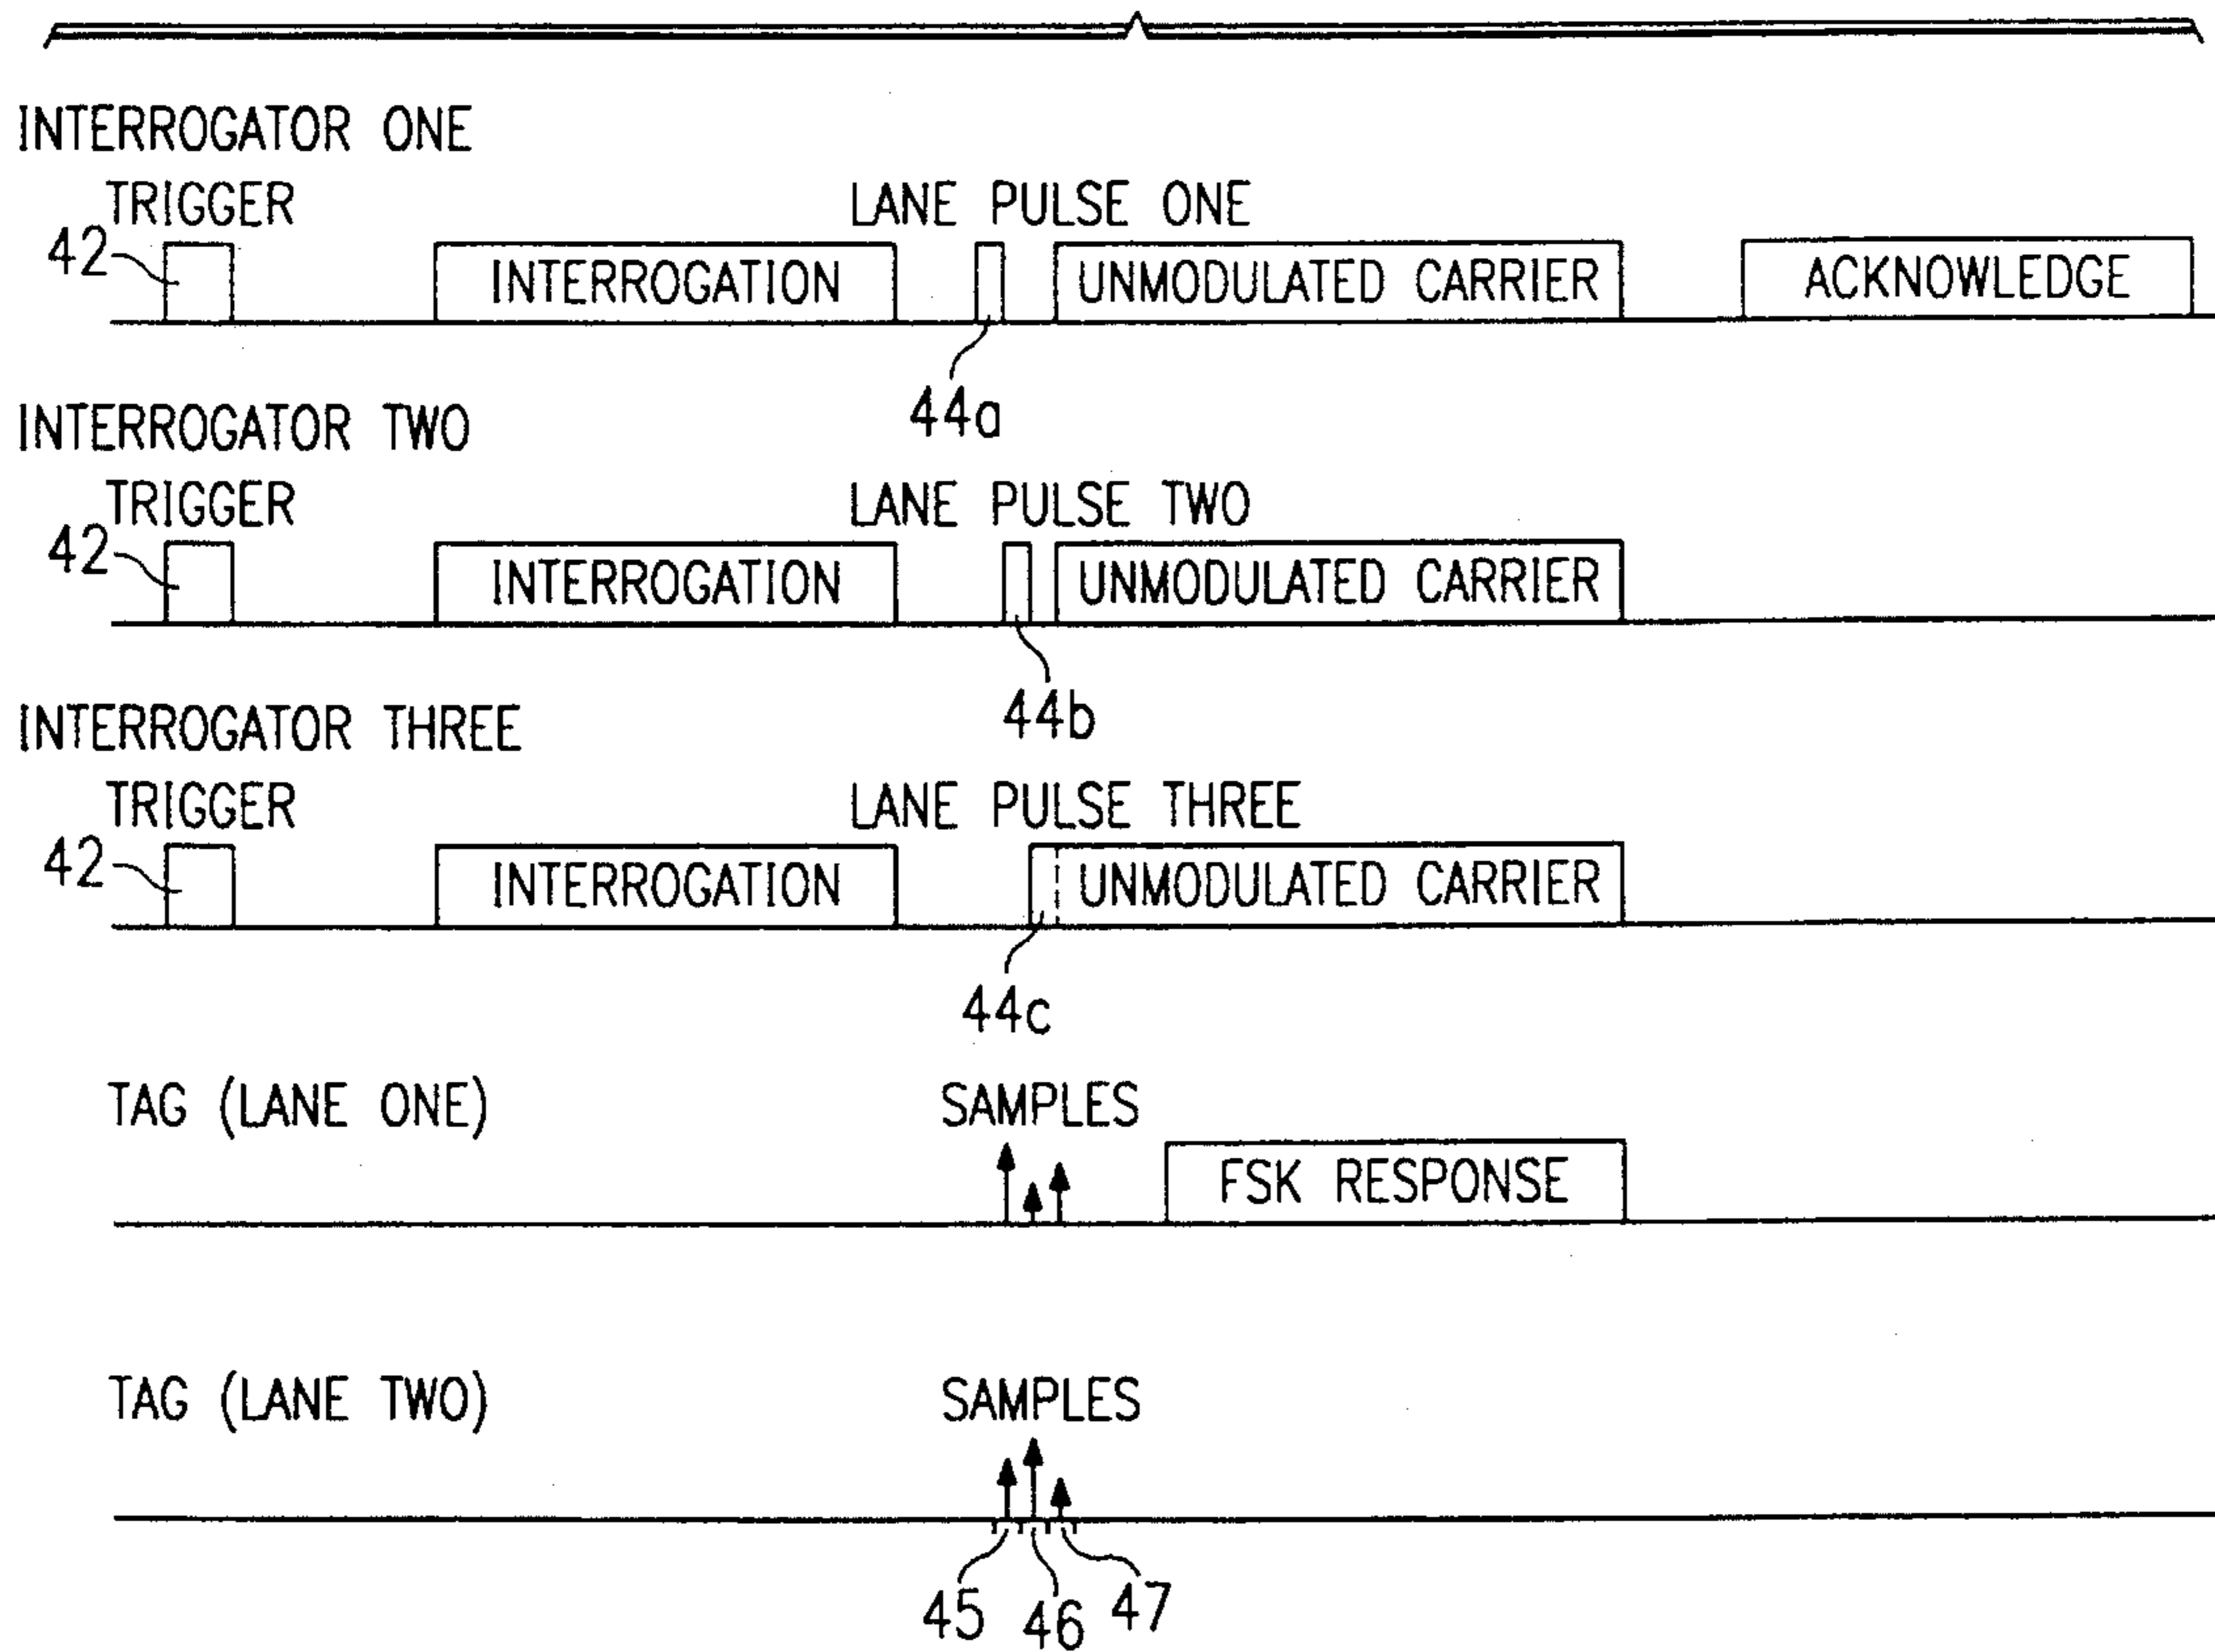 INTERROGATOR ONE
TRIGGER LANE PULSE ONE
42 INTERROGATION UNMODULATED CARRIER ACKNOWLEDGE
44a
INTERROGATOR TWO
TRIGGER LANE PULSE TWO
42 INTERROGATION UNMODULATED CARRIER
44b
INTERROGATOR THREE
TRIGGER LANE PULSE THREE
42 INTERROGATION UNMODULATED CARRIER
44c
TAG (LANE ONE) SAMPLES
FSK RESPONSE
TAG (LANE TWO) SAMPLES
45 46 47